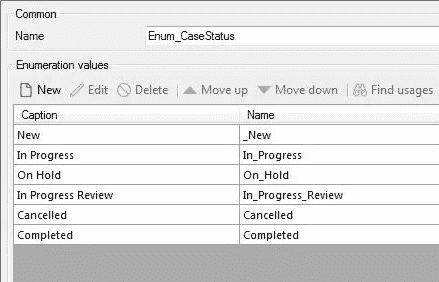 Common
Name Enum_CaseStatus
Enumeration values
New Edit Delete Move up Move down Find usages
Caption Name
New _New
In Progress In_Progress
On Hold On_Hold
In Progress Review In_Progress_Review
Cancelled Cancelled
Completed Completed